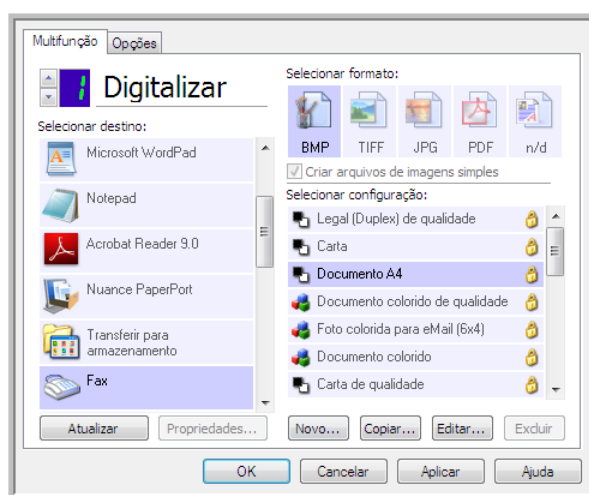 Multifunção Opções
1 Digitalizar
Selecionar destino:
Microsoft WordPad
Notepad
Acrobat Reader 9.0
Nuance PaperPort
Transferir para
armazenamento
Fax
Atualizar Propriedades...
Selecionar formato:
BMP TIFF JPG PDF n/d
Criar arquivos de imagens simples
Selecionar configuração:
Legal (Duplex) de qualidade
Carta
Documento A4
Documento colorido de qualidade
Foto colorida para eMail (6x4)
Documento colorido
Carta de qualidade
Novo... Copiar... Editar... Excluir
OK Cancelar Aplicar Ajuda